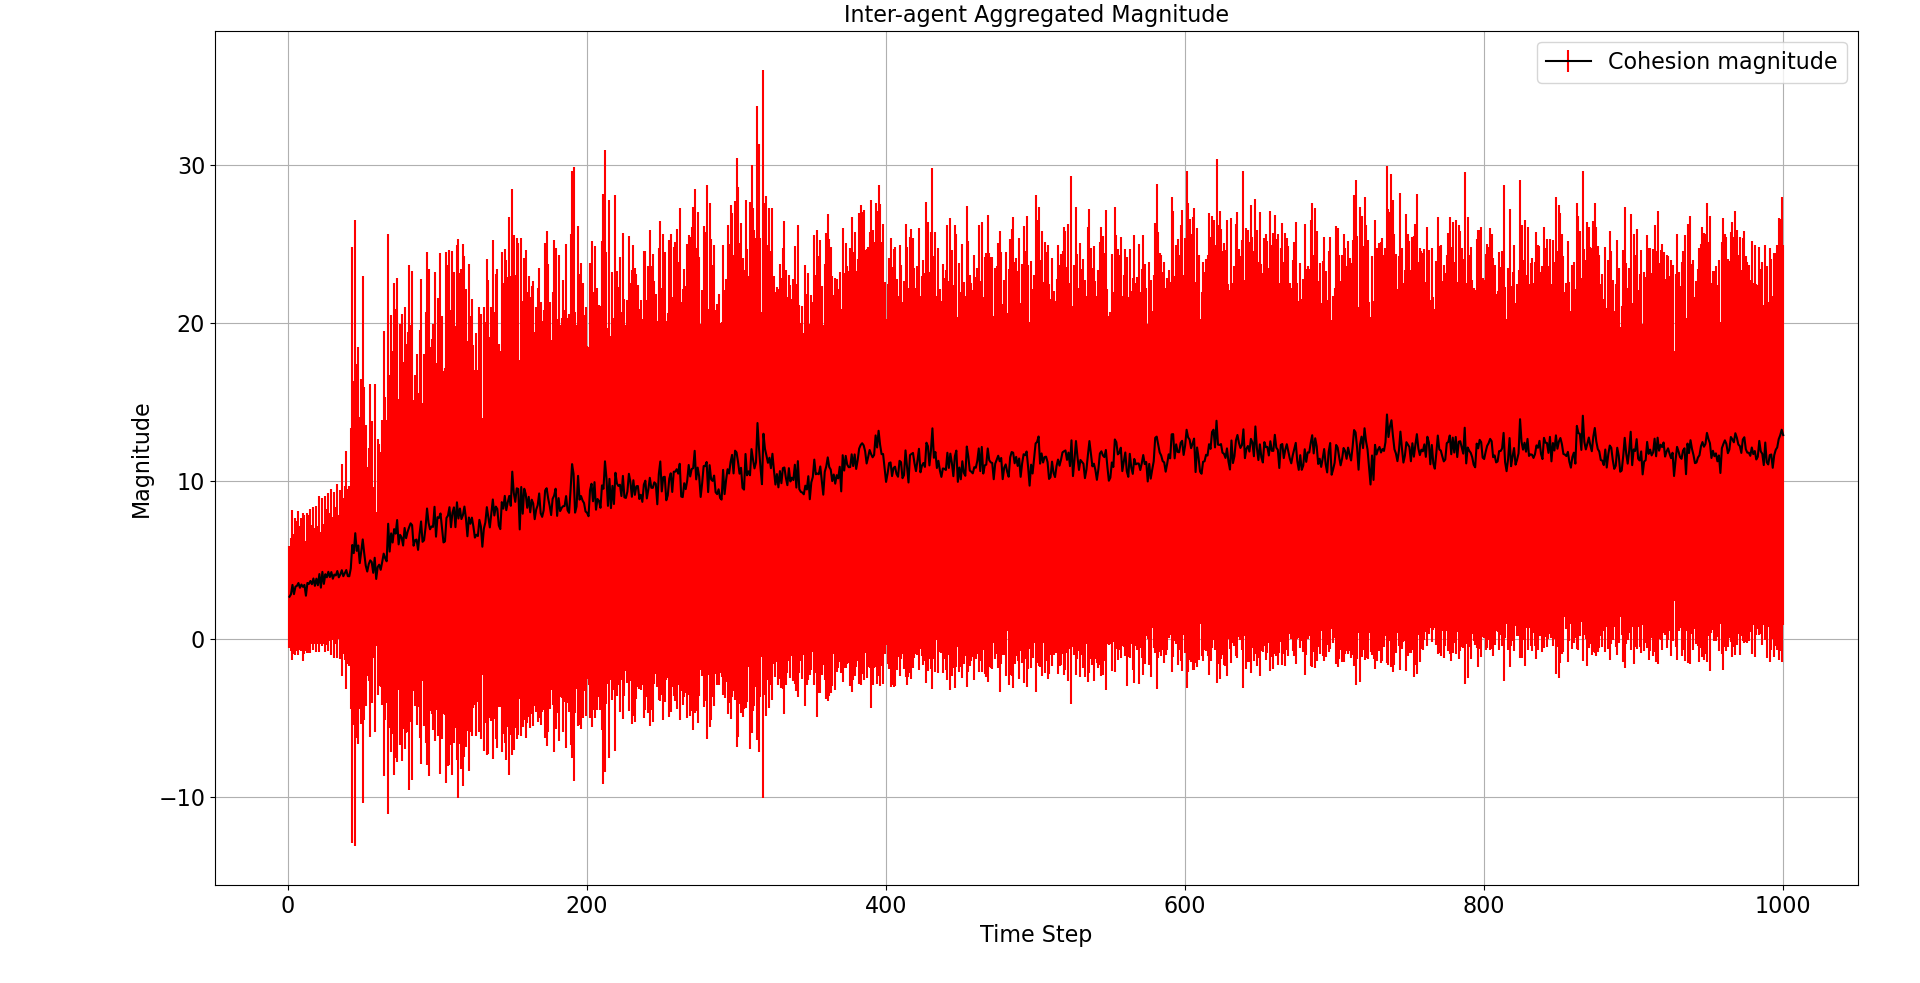 Inter-agent Aggregated Magnitude
Cohesion magnitude
Magnitude
30
20
10
0
−10
0 200 400 600 800 1000
Time Step